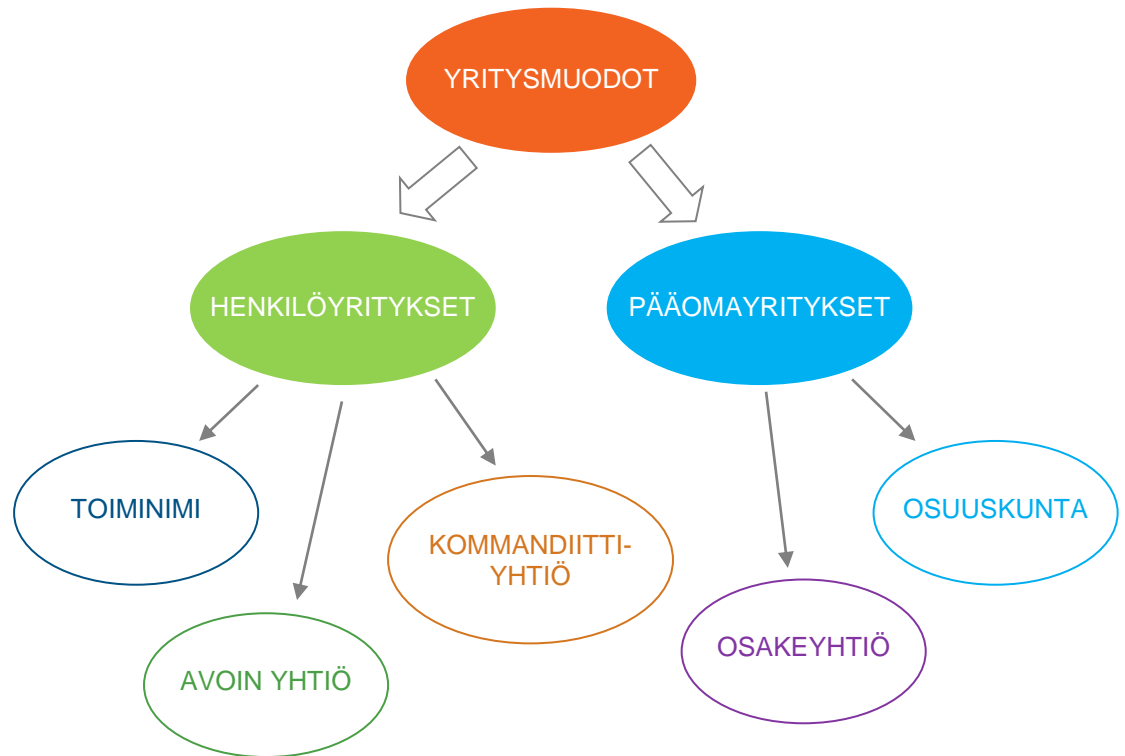 YRITYSMUODOT
HENKILÖYRITYKSET
PÄÄOMAYRITYKSET
TOIMINIMI
AVOIN YHTIÖ
KOMMANDIITTI-
YHTIÖ
OSAKEYHTIÖ
OSUUSKUNTA